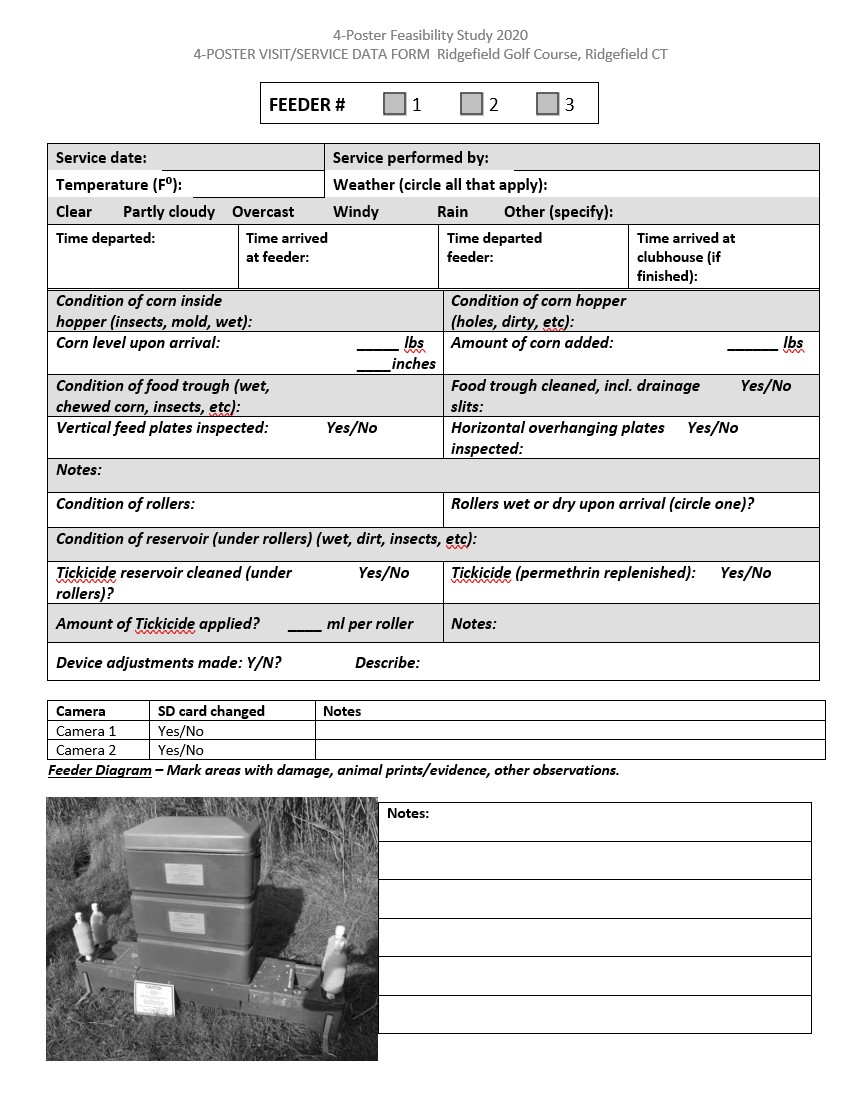 4-Poster Feasibility Study 2020
4-POSTER VISIT/SERVICE DATA FORM Ridgefield Golf Course, Ridgefield CT
FEEDER # 1 2 3
Service date: Service performed by:
Temperature (F⁰): Weather (circle all that apply):
Clear Partly cloudy Overcast Windy Rain Other (specify):
Time departed:
Time arrived
at feeder:
Time departed
feeder:
Time arrived at
clubhouse (if
finished):
Condition of corn inside
hopper (insects, mold, wet):
Condition of corn hopper
(holes, dirty, etc):
Corn level upon arrival: _____ lbs
____inches
Amount of corn added: ______ lbs
Condition of food trough (wet,
chewed corn, insects, etc):
Food trough cleaned, incl. drainage Yes/No
slits:
Vertical feed plates inspected: Yes/No
Horizontal overhanging plates Yes/No
inspected:
Notes:
Condition of rollers:
Rollers wet or dry upon arrival (circle one)?
Condition of reservoir (under rollers) (wet, dirt, insects, etc):
Tickicide reservoir cleaned (under Yes/No
rollers)?
Tickicide (permethrin replenished): Yes/No
Amount of Tickicide applied? ____ ml per roller
Notes:
Device adjustments made: Y/N? Describe:
Camera SD card changed Notes
Camera 1 Yes/No
Camera 2 Yes/No
Feeder Diagram – Mark areas with damage, animal prints/evidence, other observations.
Notes: